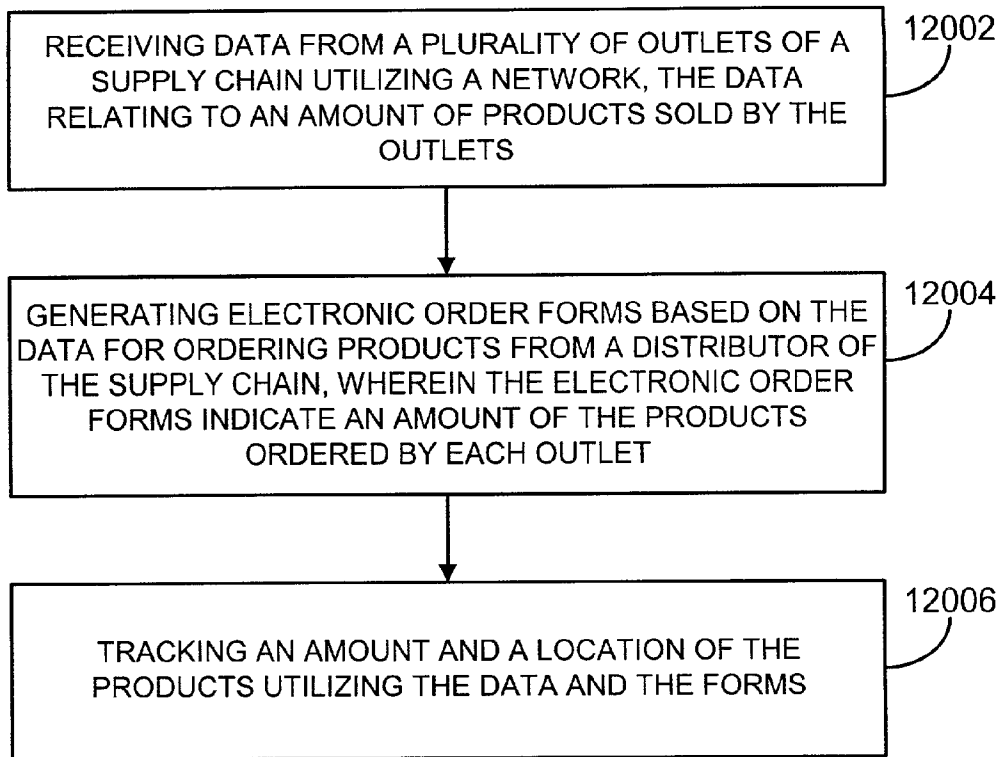 RECEIVING DATA FROM A PLURALITY OF OUTLETS OF A
SUPPLY CHAIN UTILIZING A NETWORK, THE DATA
RELATING TO AN AMOUNT OF PRODUCTS SOLD BY THE
OUTLETS
12002
GENERATING ELECTRONIC ORDER FORMS BASED ON THE
DATA FOR ORDERING PRODUCTS FROM A DISTRIBUTOR OF
THE SUPPLY CHAIN, WHEREIN THE ELECTRONIC ORDER
FORMS INDICATE AN AMOUNT OF THE PRODUCTS
ORDERED BY EACH OUTLET
12004
TRACKING AN AMOUNT AND A LOCATION OF THE
PRODUCTS UTILIZING THE DATA AND THE FORMS
12006